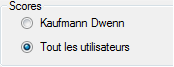 Scores
Kaufmann Dwenn
Tout les utilisateurs